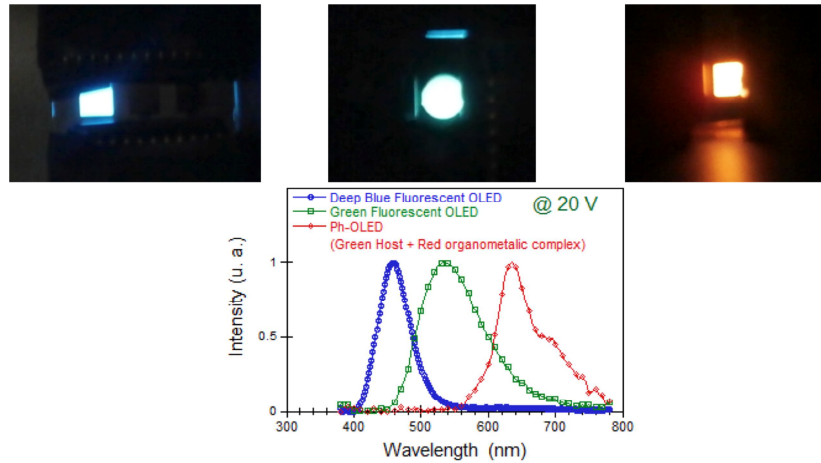 Deep Blue Fluorescent OLED
Green Fluorescent OLED
Ph-OLED
(Green Host + Red organometalic complex)
@ 20 V
Intensity (u. a.)
1
0.5
0
300 400 500 600 700 800
Wavelength (nm)